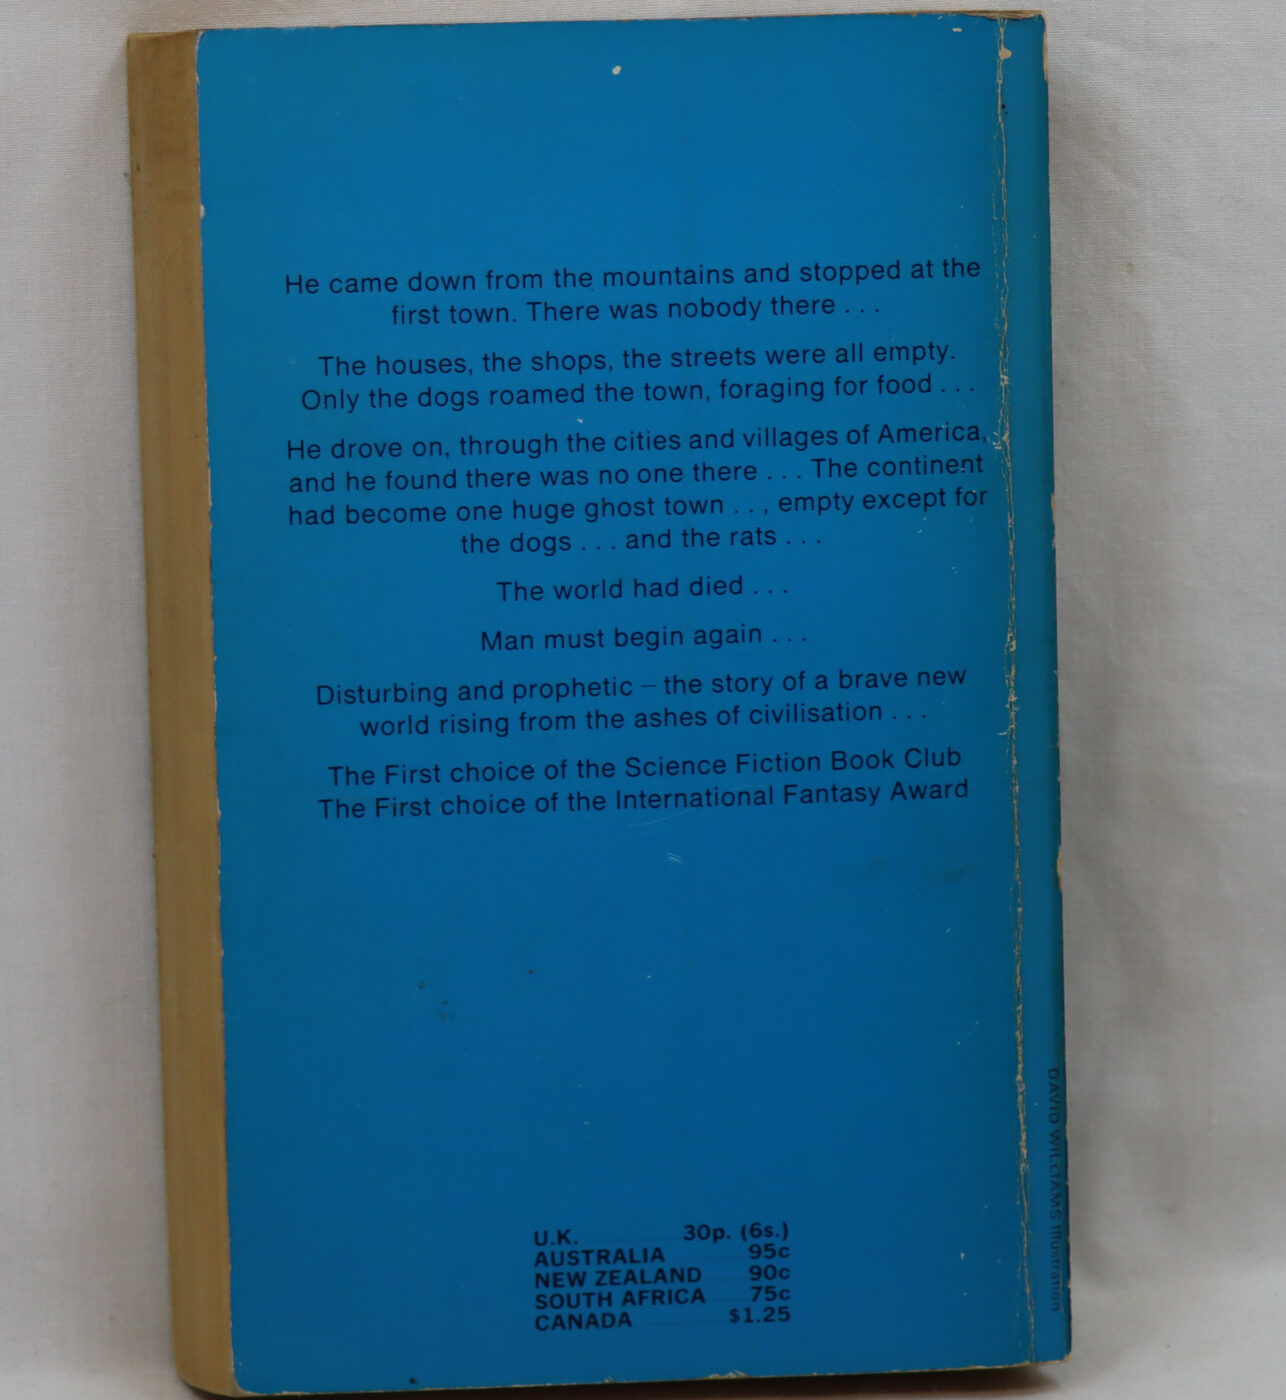 He came down from the mountains and stopped at the
first town. There was nobody there . . .
The houses, the shops, the streets were all empty.
Only the dogs roamed the town, foraging for food . . .
He drove on, through the cities and villages of America,
and he found there was no one there . . . The continent
had become one huge ghost town . . , empty except for
the dogs . . . and the rats . . .
The world had died . . .
Man must begin again . . .
Disturbing and prophetic – the story of a brave new
world rising from the ashes of civilisation . . .
The First choice of the Science Fiction Book Club
The First choice of the International Fantasy Award
U.K. 30p. (6s.)
AUSTRALIA 95c
NEW ZEALAND 90c
SOUTH AFRICA 75c
CANADA $1.25
DAVID WILLIAMS Illustration